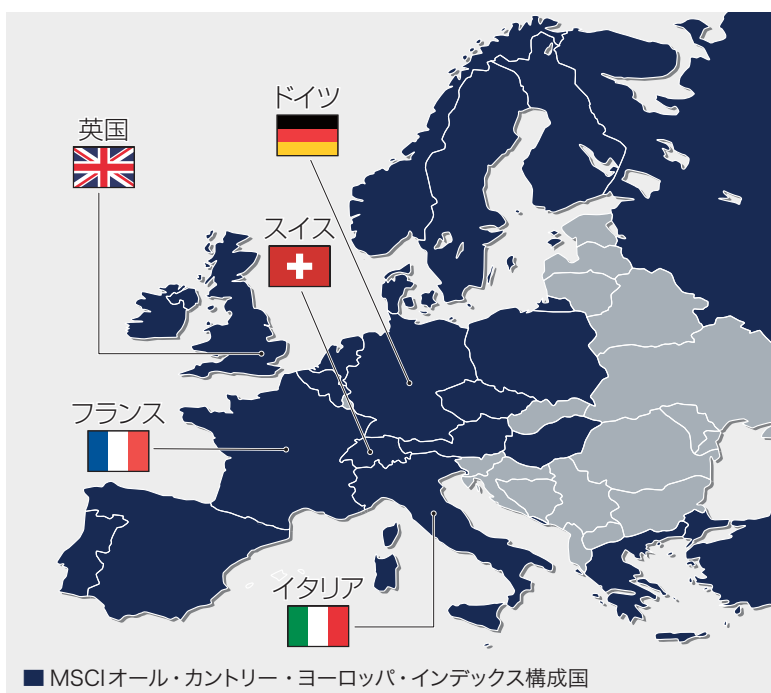 ドイツ
英国
スイス
フランス
イタリア
MSCIオール・カントリー・ヨーロッパ・インデックス構成国